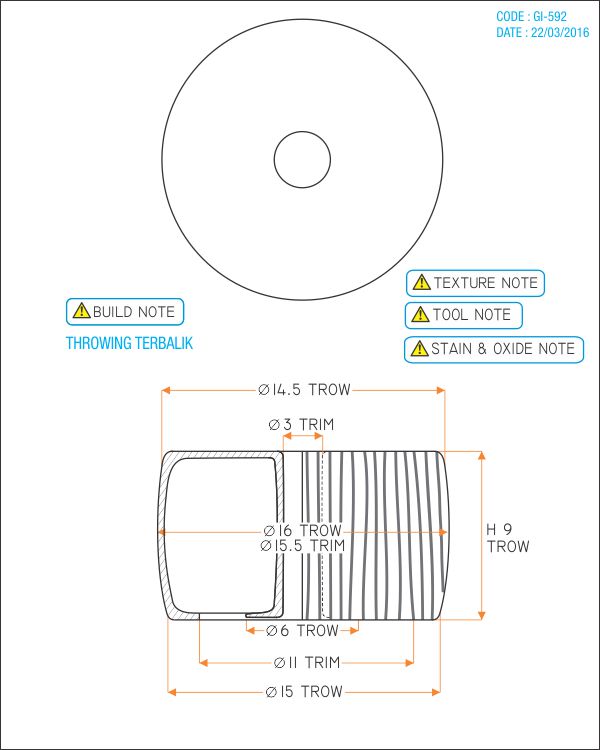 CODE : GI-592
DATE : 22/03/2016
TEXTURE NOTE
BUILD NOTE
TOOL NOTE
THROWING TERBALIK
STAIN & OXIDE NOTE
∅14.5 TROW
∅3 TRIM
∅16 TROW
∅15.5 TRIM
H 9
TROW
∅6 TROW
∅11 TRIM
∅15 TROW